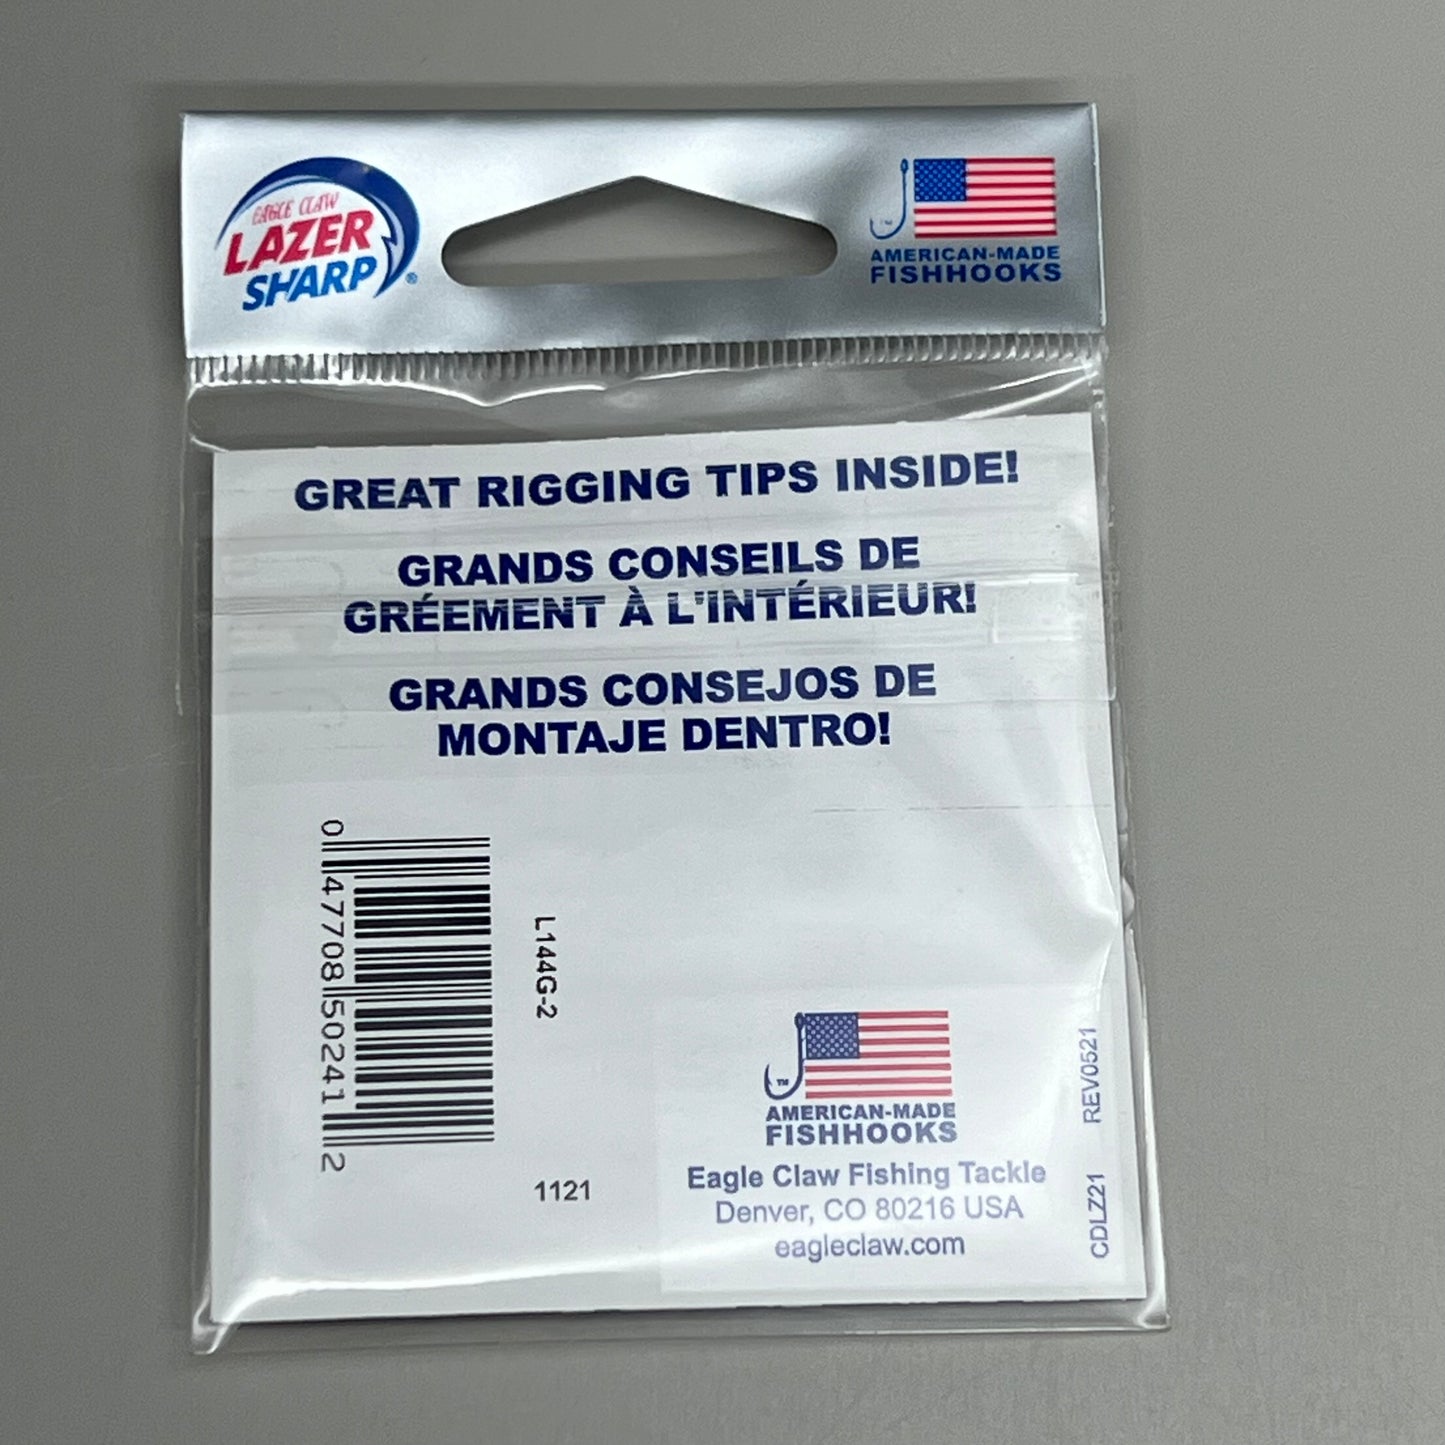 EAGLE CLAW
LAZER
SHARP®
AMERICAN-MADE
FISHHOOKS
GREAT RIGGING TIPS INSIDE!
GRANDS CONSEILS DE
GRÉEMENT À L'INTÉRIEUR!
GRANDS CONSEJOS DE
MONTAJE DENTRO!
0 47708 50241 2
L144G-2
1121
TM
AMERICAN-MADE
FISHHOOKS
Eagle Claw Fishing Tackle
Denver, CO 80216 USA
eagleclaw.com
CDLZ21 REV0521